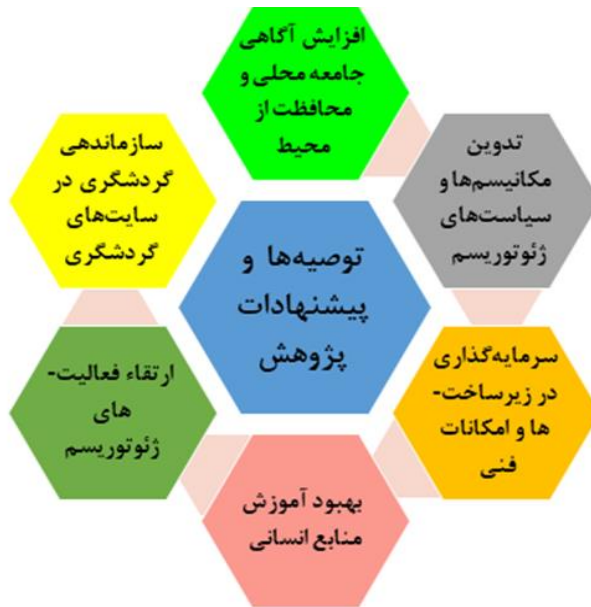 افزایش آگاهی
جامعه محلی و
محافظت از
محیط
تدوین
مکانیسم‌ها و
سیاست‌های
ژئوتوریسم
سرمایه‌گذاری
در زیرساخت-
ها و امکانات
فنی
بهبود آموزش
منابع انسانی
ارتقاء فعالیت-
های
ژئوتوریسم
سازماندهی
گردشگری در
سایت‌های
گردشگری
توصیه‌ها و
پیشنهادات
پژوهش